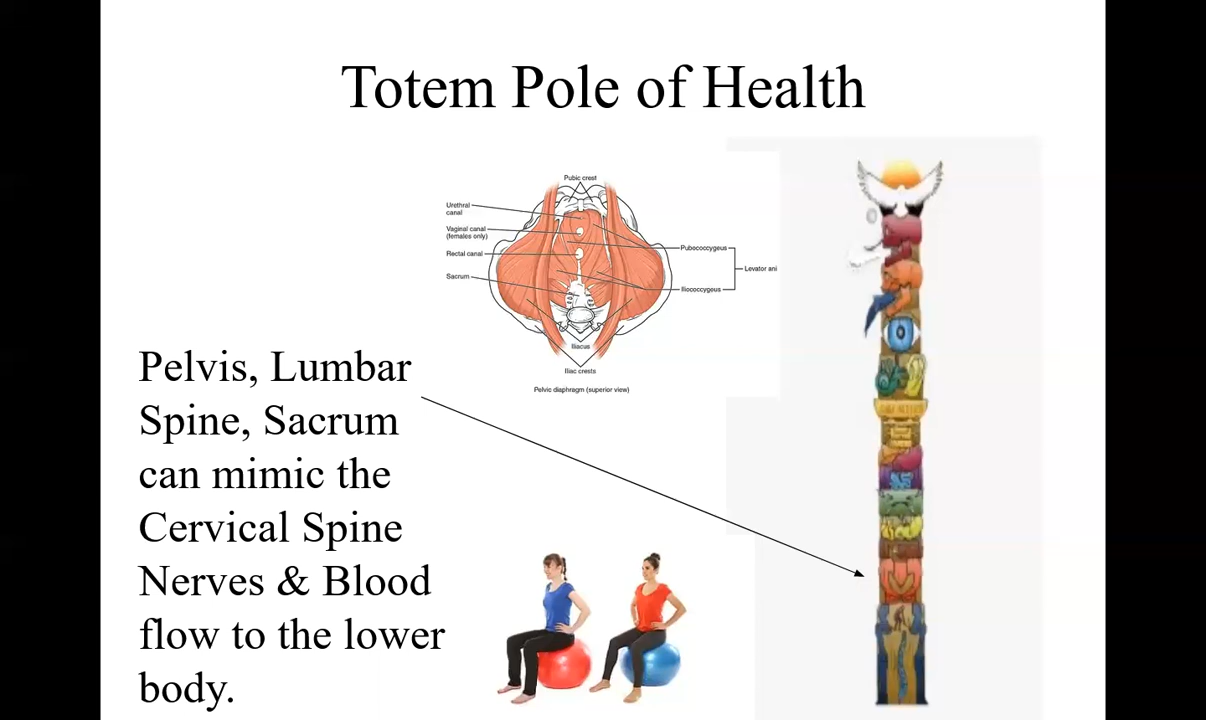 Totem Pole of Health
Pubic crest
Urethral
canal
Vaginal canal
(females only)
Rectal canal
Sacrum
Pubococcygeus
Levator ani
Iliococcygeus
Iliacus
Iliac crests
Pelvic diaphragm (superior view)
Pelvis, Lumbar
Spine, Sacrum
can mimic the
Cervical Spine
Nerves & Blood
flow to the lower
body.